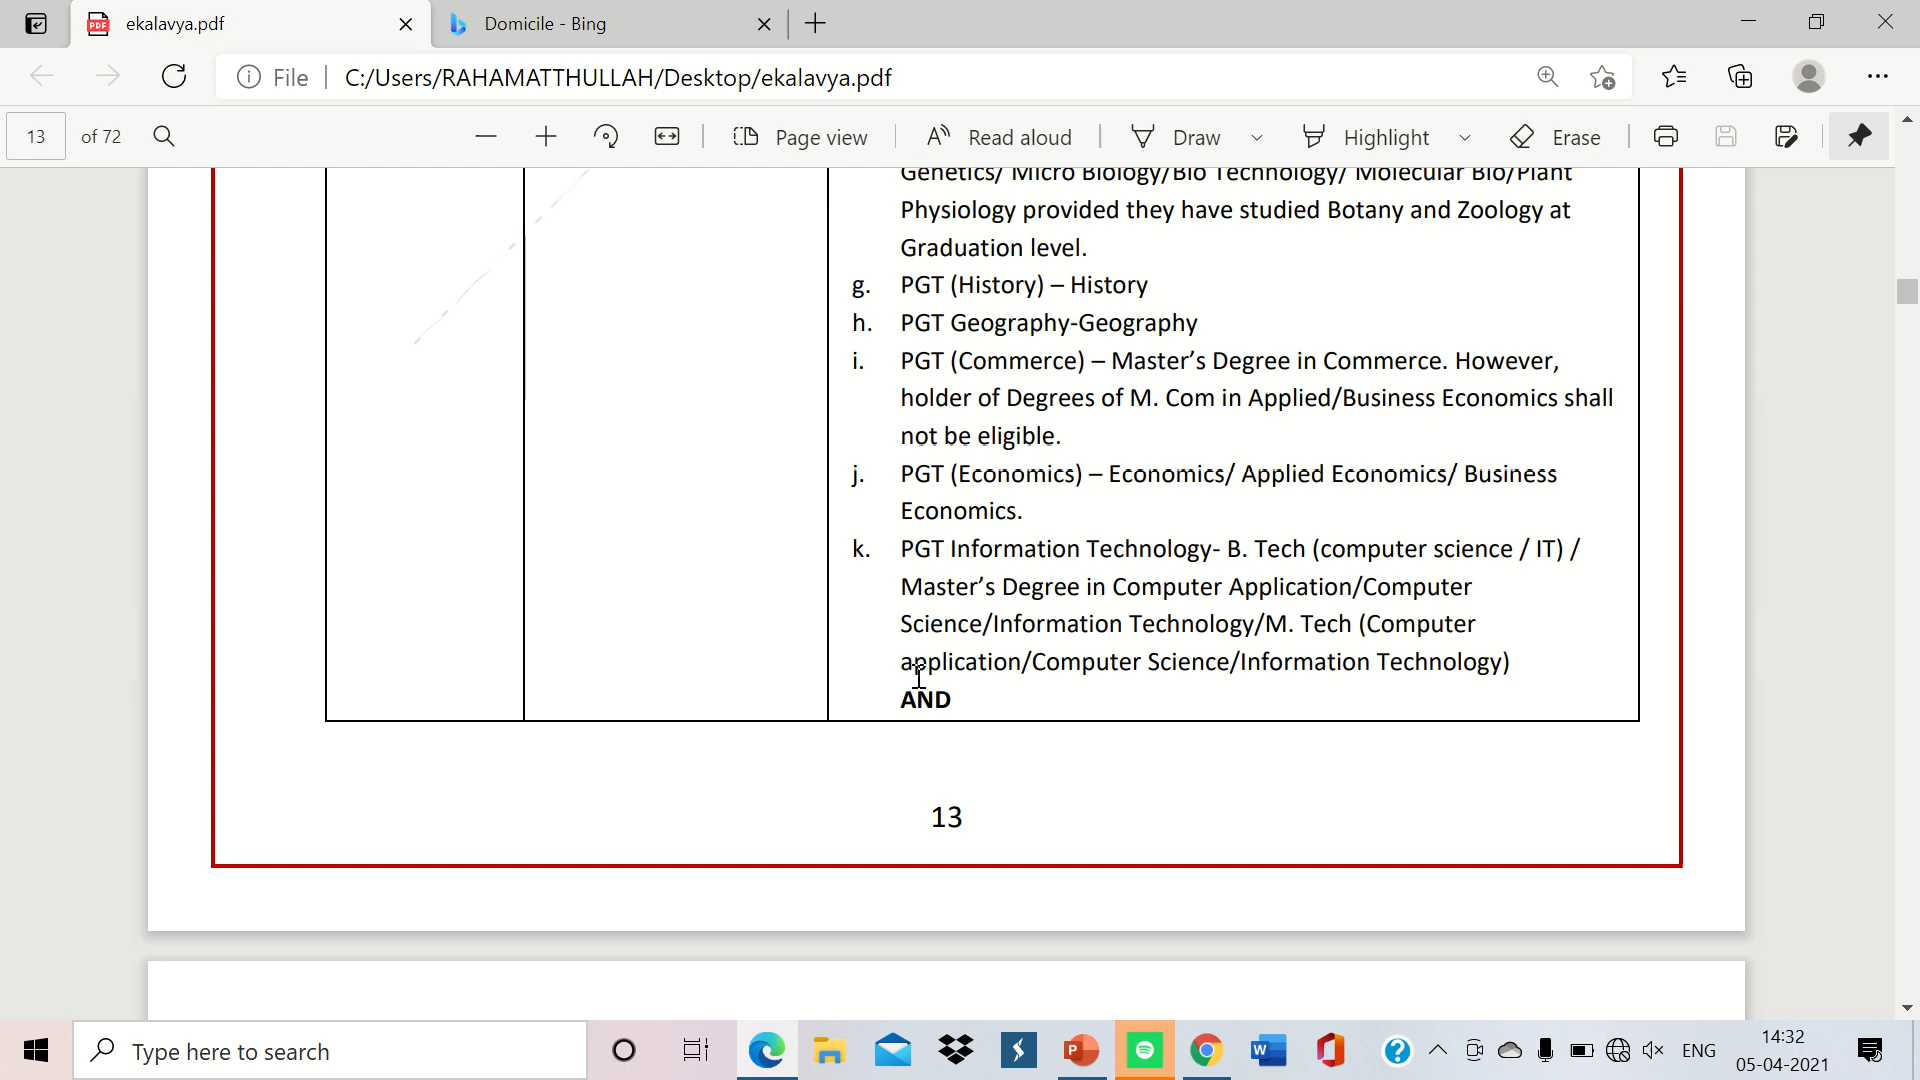 ekalavya.pdf
Domicile - Bing
File
C:/Users/RAHAMATTHULLAH/Desktop/ekalavya.pdf
13 of 72
Page view
Read aloud
Draw
Highlight
Erase
Genetics/ Micro Biology/Bio Technology/ Molecular Bio/Plant
Physiology provided they have studied Botany and Zoology at
Graduation level.
g. PGT (History) – History
h. PGT Geography-Geography
i. PGT (Commerce) – Master's Degree in Commerce. However,
holder of Degrees of M. Com in Applied/Business Economics shall
not be eligible.
j. PGT (Economics) – Economics/ Applied Economics/ Business
Economics.
k. PGT Information Technology- B. Tech (computer science / IT) /
Master's Degree in Computer Application/Computer
Science/Information Technology/M. Tech (Computer
application/Computer Science/Information Technology)
AND
13
Type here to search
ENG
14:32
05-04-2021